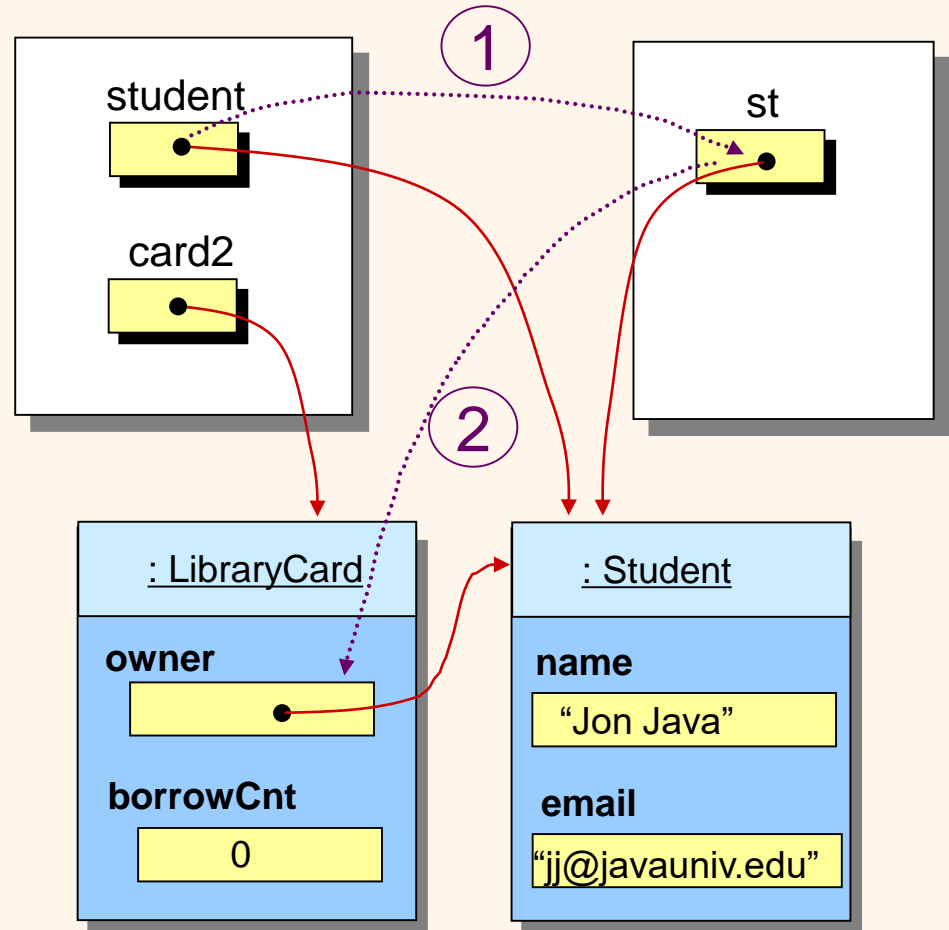 1
student
st
card2
2
: LibraryCard
: Student
owner
name
“Jon Java”
borrowCnt
email
0
“jj@javauniv.edu”